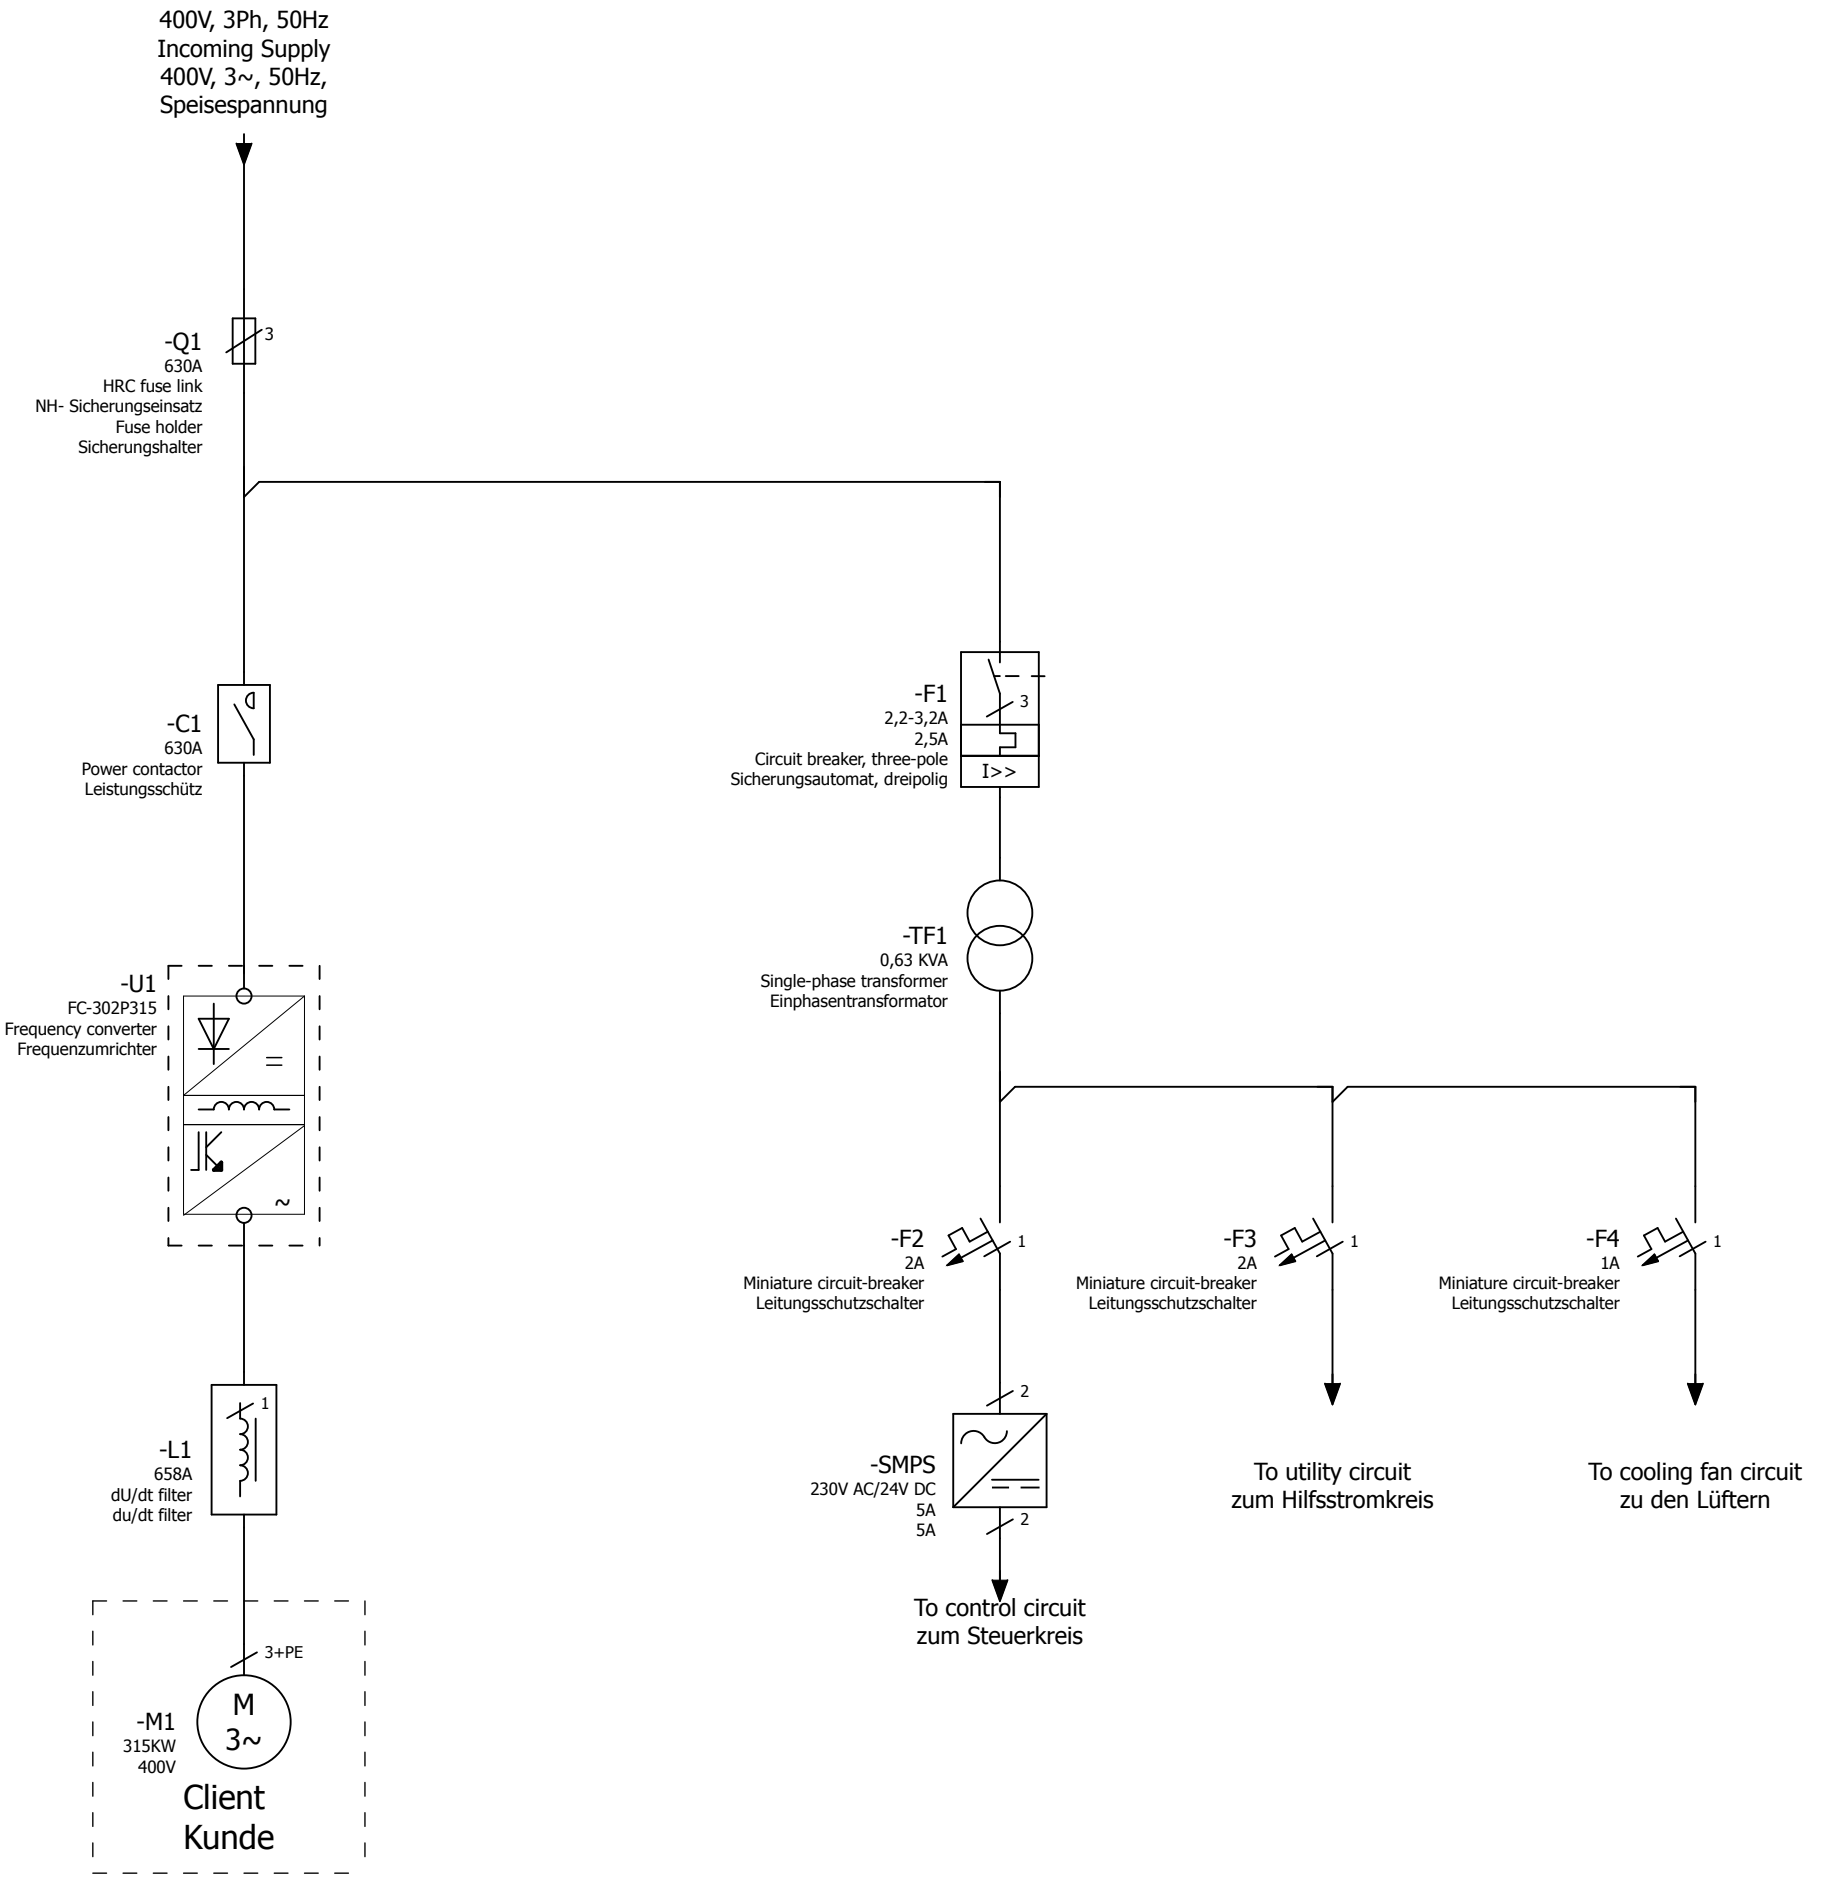 400V, 3Ph, 50Hz
Incoming Supply
400V, 3~, 50Hz,
Speisespannung
-Q1
630A
HRC fuse link
NH- Sicherungseinsatz
Fuse holder
Sicherungshalter
3
-C1
630A
Power contactor
Leistungsschütz
-F1
2,2-3,2A
2,5A
Circuit breaker, three-pole
Sicherungsautomat, dreipolig
3
I>>
-TF1
0,63 KVA
Single-phase transformer
Einphasentransformator
-U1
FC-302P315
Frequency converter
Frequenzumrichter
=
~
-F2
2A
Miniature circuit-breaker
Leitungsschutzschalter
1
-F3
2A
Miniature circuit-breaker
Leitungsschutzschalter
1
-F4
1A
Miniature circuit-breaker
Leitungsschutzschalter
1
-L1
658A
dU/dt filter
du/dt filter
1
2
-SMPS
230V AC/24V DC
5A
5A
2
To control circuit
zum Steuerkreis
To utility circuit
zum Hilfsstromkreis
To cooling fan circuit
zu den Lüftern
3+PE
-M1
315KW
400V
M
3~
Client
Kunde